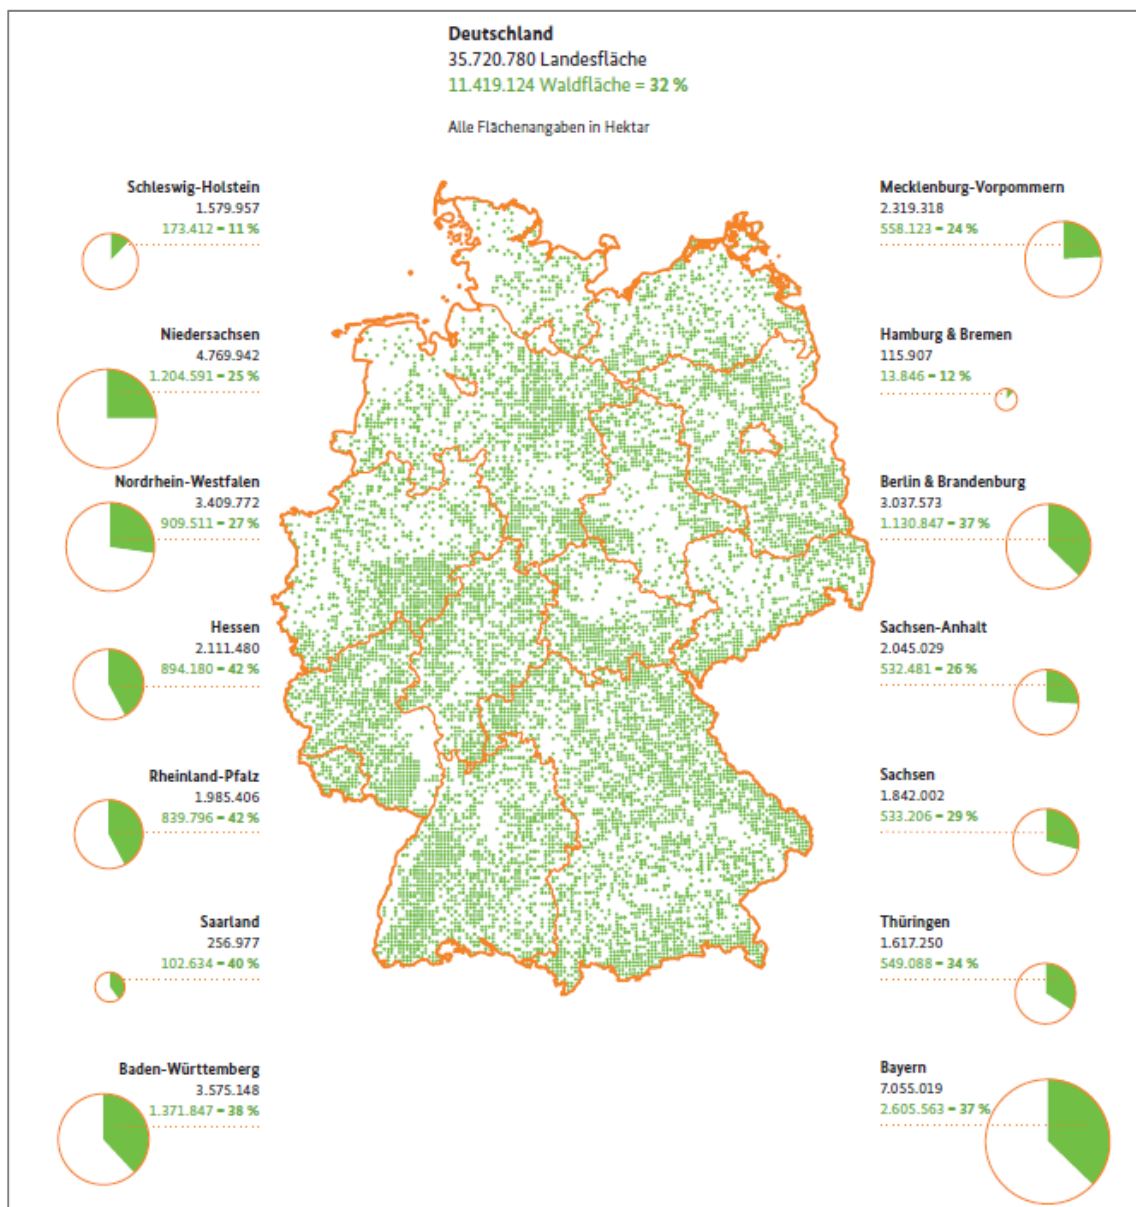 Deutschland
35.720.780 Landesfläche
11.419.124 Waldfläche = 32 %
Alle Flächenangaben in Hektar
Schleswig-Holstein
1.579.957
173.412 = 11 %
Niedersachsen
4.769.942
1.204.591 = 25 %
Nordrhein-Westfalen
3.409.772
909.511 = 27 %
Hessen
2.111.480
894.180 = 42 %
Rheinland-Pfalz
1.985.406
839.796 = 42 %
Saarland
256.977
102.634 = 40 %
Baden-Württemberg
3.575.148
1.371.847 = 38 %
Mecklenburg-Vorpommern
2.319.318
558.123 = 24 %
Hamburg & Bremen
115.907
13.846 = 12 %
Berlin & Brandenburg
3.037.573
1.130.847 = 37 %
Sachsen-Anhalt
2.045.029
532.481 = 26 %
Sachsen
1.842.002
533.206 = 29 %
Thüringen
1.617.250
549.088 = 34 %
Bayern
7.055.019
2.605.563 = 37 %